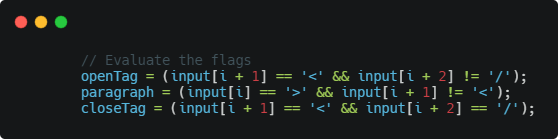 // Evaluate the flags
openTag = (input[i + 1] == '<' && input[i + 2] != '/');
paragraph = (input[i] == '>' && input[i + 1] != '<');
closeTag = (input[i + 1] == '<' && input[i + 2] == '/');